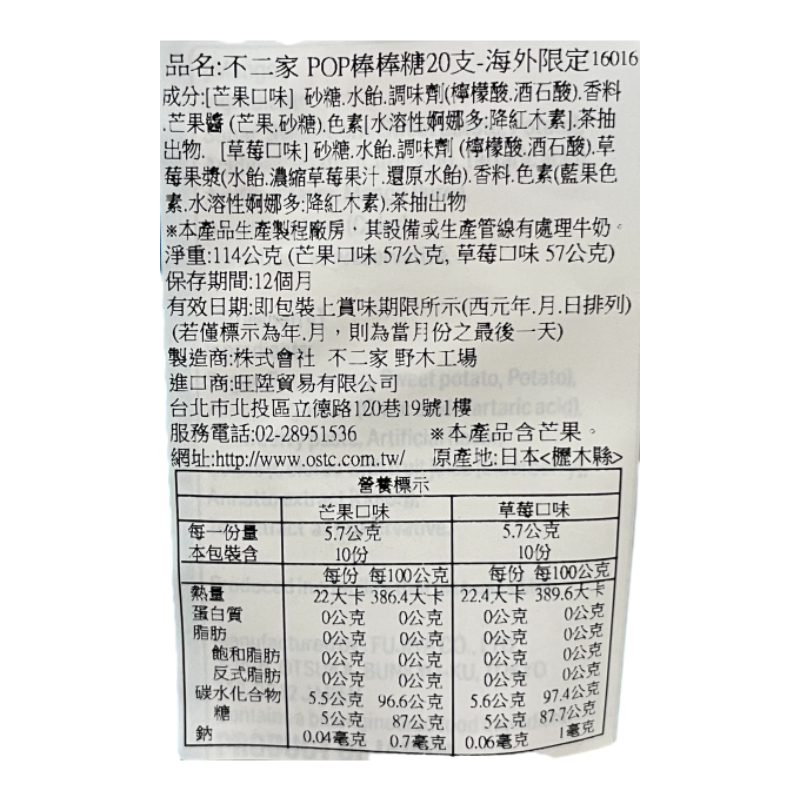 品名:不二家 POP棒棒糖20支-海外限定16016
成分:[芒果口味] 砂糖.水飴.調味劑(檸檬酸.酒石酸).香料
.芒果醬 (芒果.砂糖).色素[水溶性婀娜多:降紅木素].茶抽
出物. [草莓口味] 砂糖.水飴.調味劑 (檸檬酸.酒石酸).草
莓果漿(水飴.濃縮草莓果汁.還原水飴).香料.色素(藍果色
素.水溶性婀娜多:降紅木素).茶抽出物
※本產品生產製程廠房，其設備或生產管線有處理牛奶。
淨重:114公克 (芒果口味 57公克, 草莓口味 57公克)
保存期間:12個月
有效日期:即包裝上賞味期限所示(西元年.月.日排列)
(若僅標示為年.月，則為當月份之最後一天)
製造商:株式會社 不二家 野木工場
進口商:旺陞貿易有限公司
台北市北投區立德路120巷19號1樓
服務電話:02-28951536 ※本產品含芒果。
網址:http://www.ostc.com.tw/ 原產地:日本<櫪木縣>
營養標示
芒果口味 草莓口味
每一份量 5.7公克 5.7公克
本包裝含 10份 10份
每份 每100公克 每份 每100公克
熱量 22大卡 386.4大卡 22.4大卡 389.6大卡
蛋白質 0公克 0公克 0公克 0公克
脂肪 0公克 0公克 0公克 0公克
飽和脂肪 0公克 0公克 0公克 0公克
反式脂肪 0公克 0公克 0公克 0公克
碳水化合物 5.5公克 96.6公克 5.6公克 97.4公克
糖 5公克 87公克 5公克 87.7公克
鈉 0.04毫克 0.7毫克 0.06毫克 1毫克